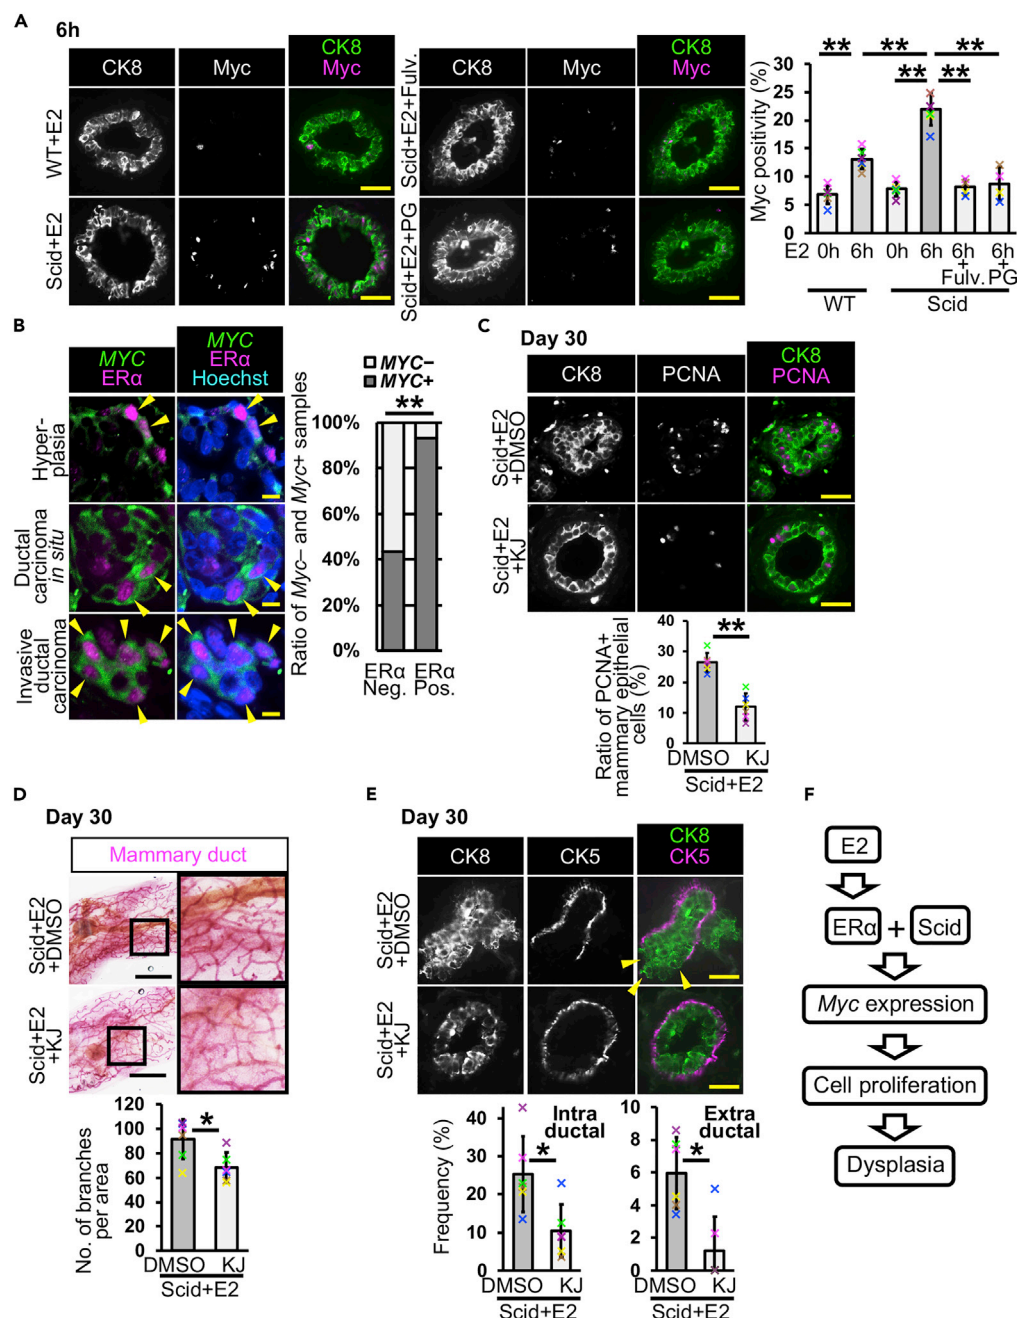 A
6h
CK8
Myc
CK8
Myc
CK8
Myc
CK8
Myc
WT+E2
Scid+E2
Scid+E2+Fulv.
Scid+E2+PG
Myc positivity (%)
30
25
20
15
10
5
0
**
**
**
**
**
E2
0h
6h
0h
6h
6h
+
Fulv.
6h
+
PG
WT
Scid
B
MYC
ERα
MYC
ERα
Hoechst
Hyper-
plasia
Ductal
carcinoma
in situ
Invasive
ductal
carcinoma
MYC−
MYC+
**
Ratio of Myc− and Myc+ samples
100%
80%
60%
40%
20%
0%
ERα
Neg.
ERα
Pos.
C
Day 30
CK8
PCNA
CK8
PCNA
Scid+E2
+DMSO
Scid+E2
+KJ
Ratio of PCNA+
mammary epithelial
cells (%)
40
30
20
10
0
**
DMSO
KJ
Scid+E2
D
Day 30
Mammary duct
Scid+E2
+DMSO
Scid+E2
+KJ
No. of branches
per area
120
100
80
60
40
20
0
*
DMSO
KJ
Scid+E2
E
Day 30
CK8
CK5
CK8
CK5
Scid+E2
+DMSO
Scid+E2
+KJ
Frequency (%)
40
30
20
10
0
Intra
ductal
*
DMSO
KJ
Scid+E2
8
6
4
2
0
Extra
ductal
*
DMSO
KJ
Scid+E2
F
E2
ERα + Scid
Myc expression
Cell proliferation
Dysplasia